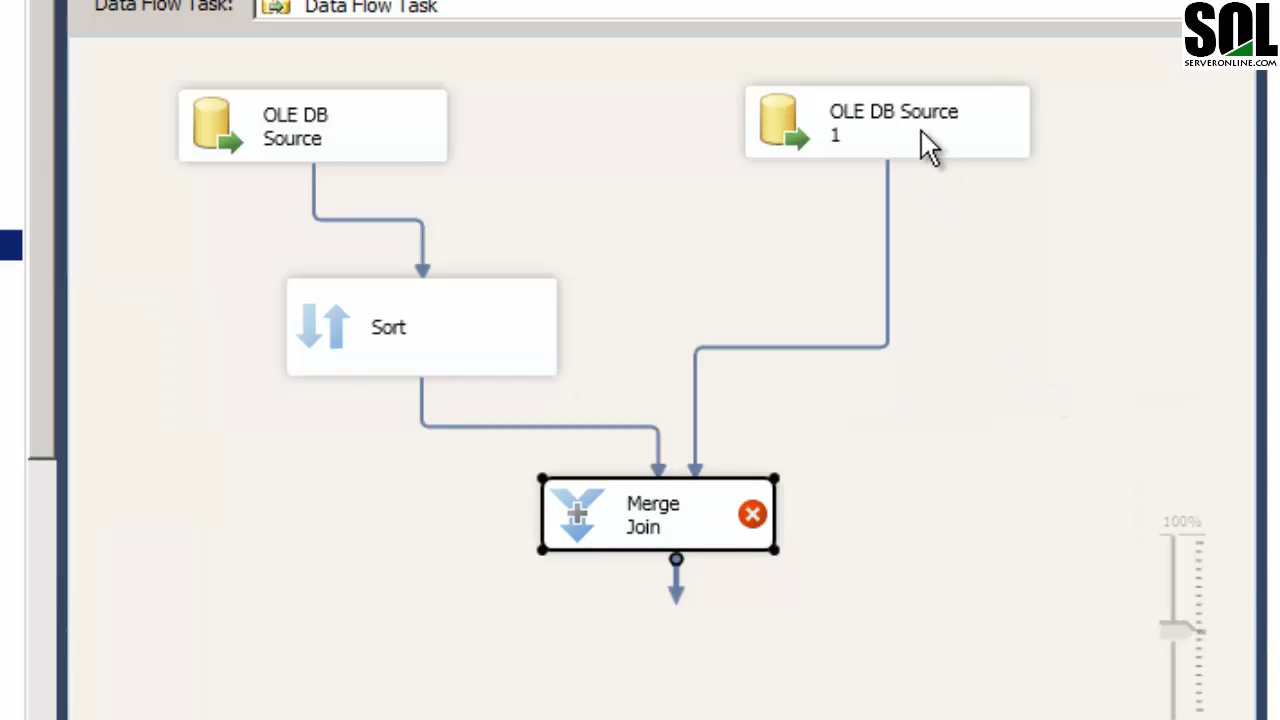 Data Flow Task:
Data Flow Task
SQL
SERVERONLINE.COM
OLE DB
Source
OLE DB Source
1
Sort
Merge
Join
100%